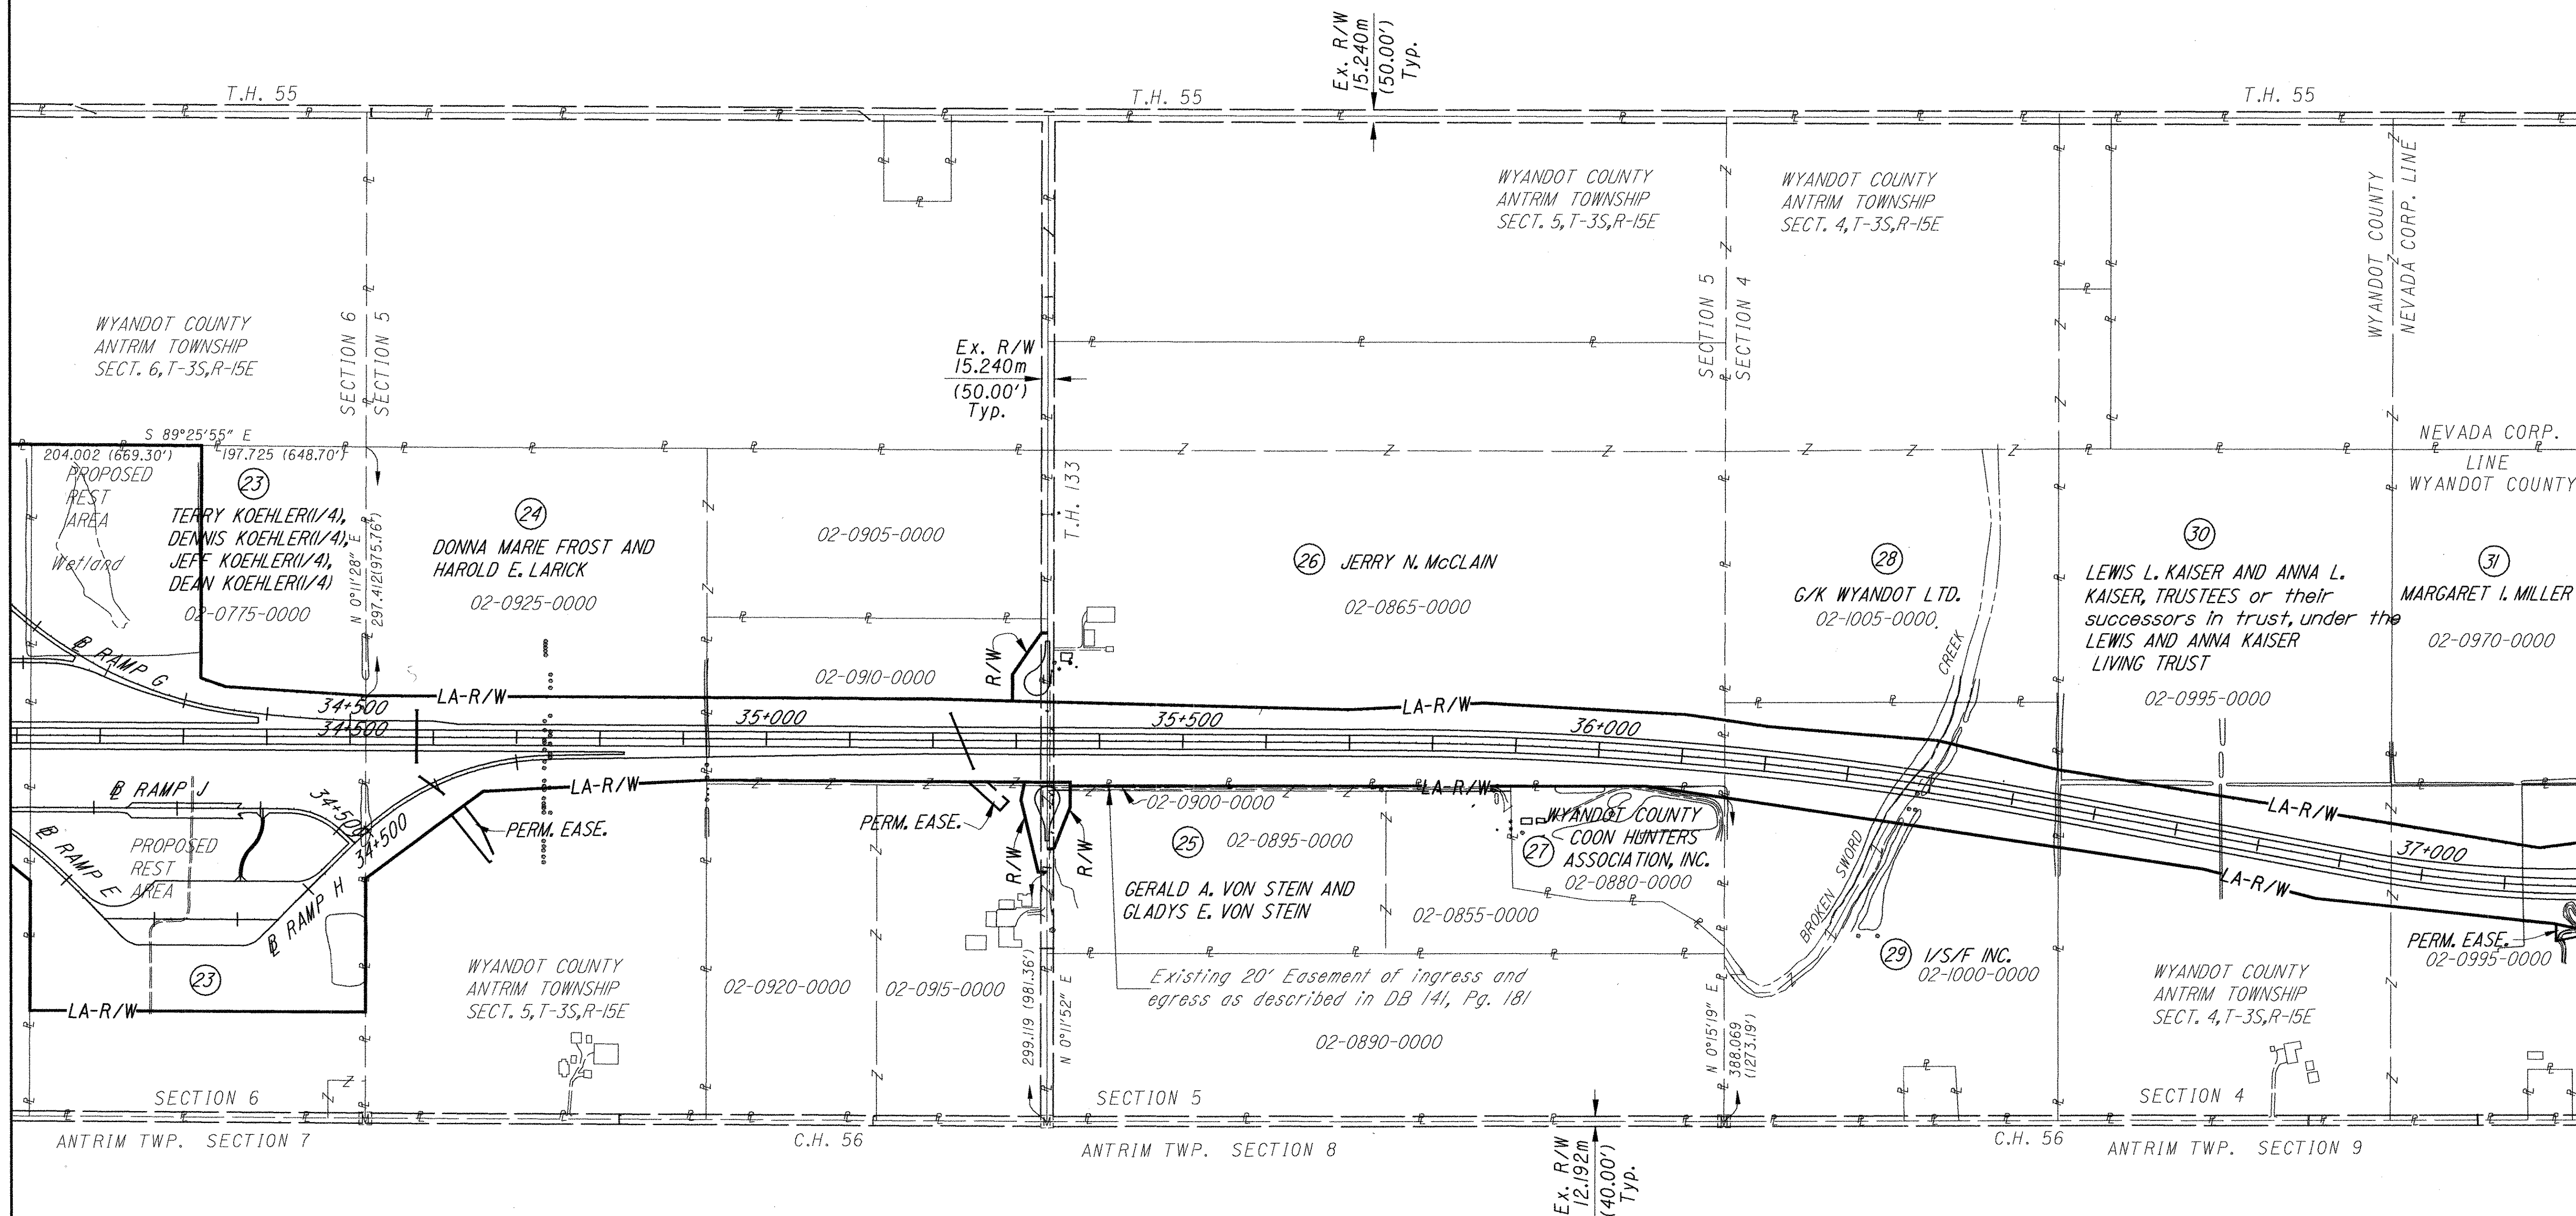 Ex. R/W
15.240m
(50.00')
Typ.
T.H. 55
T.H. 55
T.H. 55
WYANDOT COUNTY
ANTRIM TOWNSHIP
SECT. 5, T-3S, R-15E
WYANDOT COUNTY
ANTRIM TOWNSHIP
SECT. 4, T-3S, R-15E
WYANDOT COUNTY
NEVADA CORP. LINE
WYANDOT COUNTY
ANTRIM TOWNSHIP
SECT. 6, T-3S, R-15E
SECTION 6
SECTION 5
Ex. R/W
15.240m
(50.00')
Typ.
SECTION 5
SECTION 4
S 89°25'55" E
204.002 (669.30')
197.725 (648.70')
PROPOSED
REST
AREA
Wetland
23
TERRY KOEHLER(1/4),
DENNIS KOEHLER(1/4),
JEFF KOEHLER(1/4),
DEAN KOEHLER(1/4)
02-0775-0000
N 0°11'28" E
297.412(975.76')
24
DONNA MARIE FROST AND
HAROLD E. LARICK
02-0925-0000
02-0905-0000
02-0910-0000
T.H. 133
26 JERRY N. McCLAIN
02-0865-0000
28
G/K WYANDOT LTD.
02-1005-0000
NEVADA CORP.
LINE
WYANDOT COUNTY
30
LEWIS L. KAISER AND ANNA L.
KAISER, TRUSTEES or their
successors in trust, under the
LEWIS AND ANNA KAISER
LIVING TRUST
02-0995-0000
31
MARGARET I. MILLER
02-0970-0000
BROKEN SWORD
CREEK
R/W
LA-R/W
LA-R/W
34+500
34+500
35+000
35+500
36+000
37+000
B RAMP G
B RAMP J
B RAMP E
B RAMP H
34+500
34+500
PROPOSED
REST
AREA
23
LA-R/W
LA-R/W
PERM. EASE.
PERM. EASE.
R/W
R/W
LA-R/W
02-0900-0000
25 02-0895-0000
GERALD A. VON STEIN AND
GLADYS E. VON STEIN
02-0855-0000
27
WYANDOT COUNTY
COON HUNTERS
ASSOCIATION, INC.
02-0880-0000
29 I/S/F INC.
02-1000-0000
LA-R/W
LA-R/W
PERM. EASE.
02-0995-0000
WYANDOT COUNTY
ANTRIM TOWNSHIP
SECT. 5, T-3S, R-15E
02-0920-0000
02-0915-0000
299.119 (981.36')
N 0°11'52" E
Existing 20' Easement of ingress and
egress as described in DB 141, Pg. 181
02-0890-0000
N 0°15'19" E
388.069
(1273.19')
WYANDOT COUNTY
ANTRIM TOWNSHIP
SECT. 4, T-3S, R-15E
SECTION 6
SECTION 5
SECTION 4
ANTRIM TWP. SECTION 7
C.H. 56
ANTRIM TWP. SECTION 8
C.H. 56
ANTRIM TWP. SECTION 9
Ex. R/W
12.192m
(40.00')
Typ.